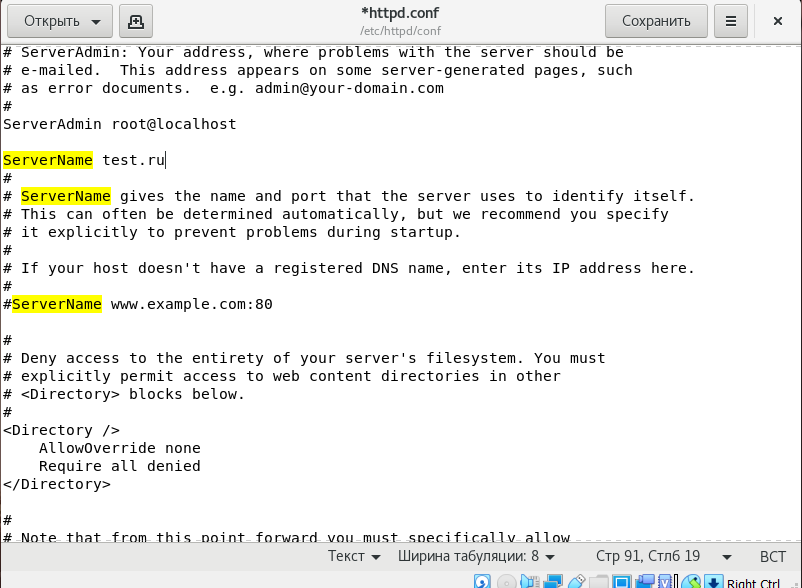 Открыть
*httpd.conf
/etc/httpd/conf
Сохранить
# ServerAdmin: Your address, where problems with the server should be
# e-mailed.  This address appears on some server-generated pages, such
# as error documents.  e.g. admin@your-domain.com
#
ServerAdmin root@localhost
ServerName test.ru
#
# ServerName gives the name and port that the server uses to identify itself.
# This can often be determined automatically, but we recommend you specify
# it explicitly to prevent problems during startup.
#
# If your host doesn't have a registered DNS name, enter its IP address here.
#
#ServerName www.example.com:80
#
# Deny access to the entirety of your server's filesystem. You must
# explicitly permit access to web content directories in other
# <Directory> blocks below.
#
<Directory />
    AllowOverride none
    Require all denied
</Directory>
#
# Note that from this point forward you must specifically allow
Текст
Ширина табуляции: 8
Стр 91, Стлб 19
ВСТ
Right Ctrl